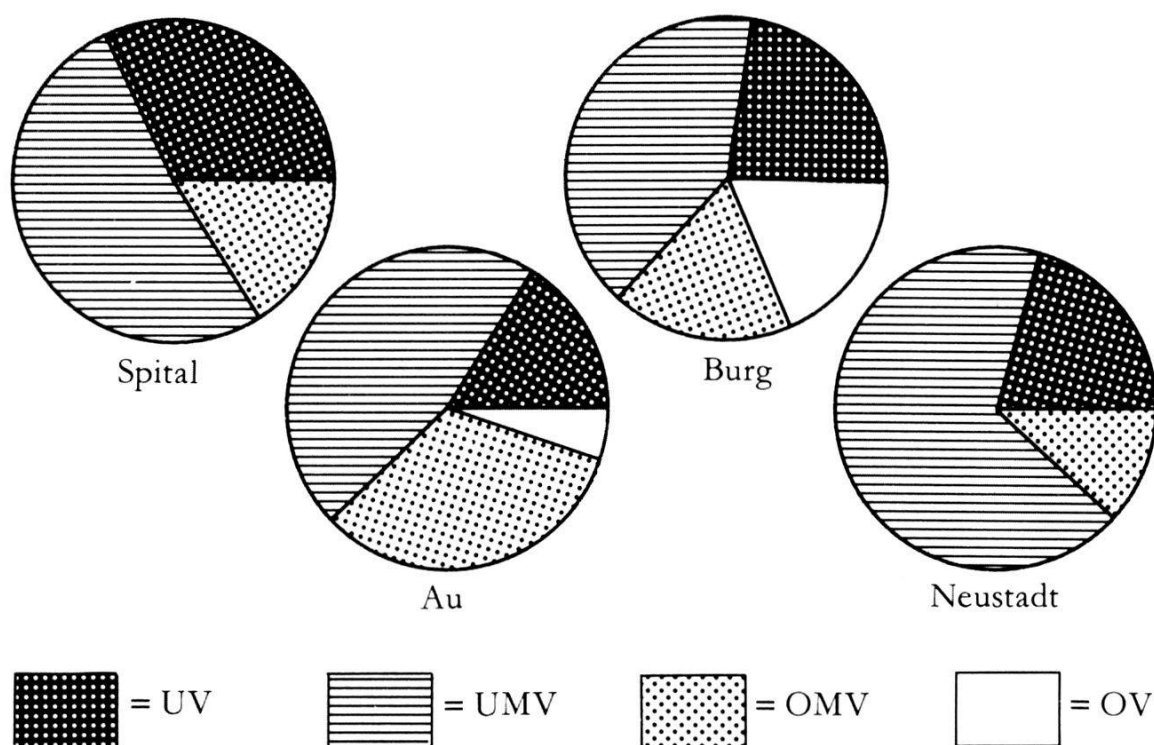 Spital
Burg
Au
Neustadt
= UV
= UMV
= OMV
= OV